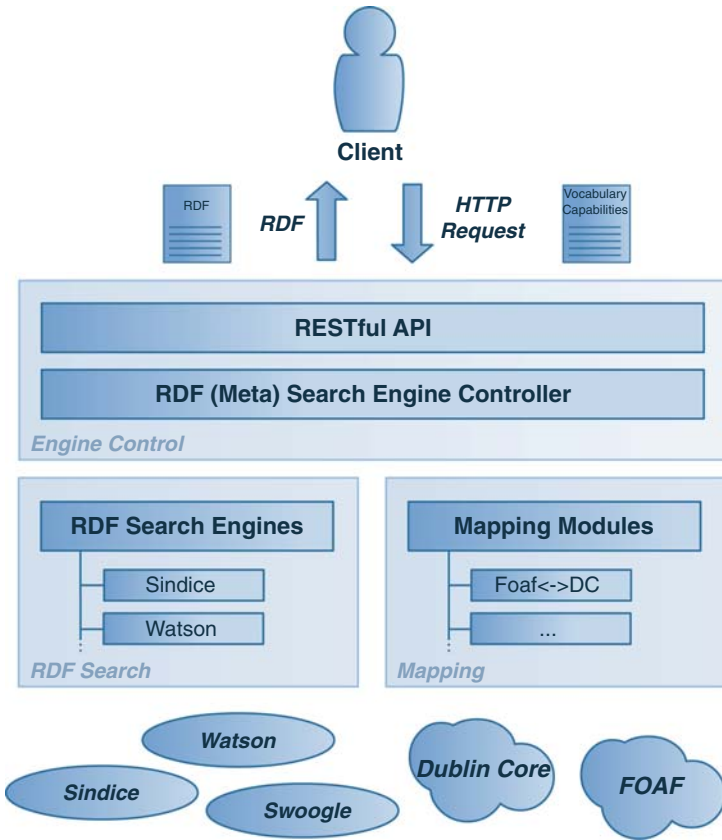 Client
RDF
RDF
HTTP
Request
Vocabulary
Capabilities
RESTful API
RDF (Meta) Search Engine Controller
Engine Control
RDF Search Engines
Sindice
Watson
RDF Search
Mapping Modules
Foaf<->DC
...
Mapping
Watson
Sindice
Swoogle
Dublin Core
FOAF